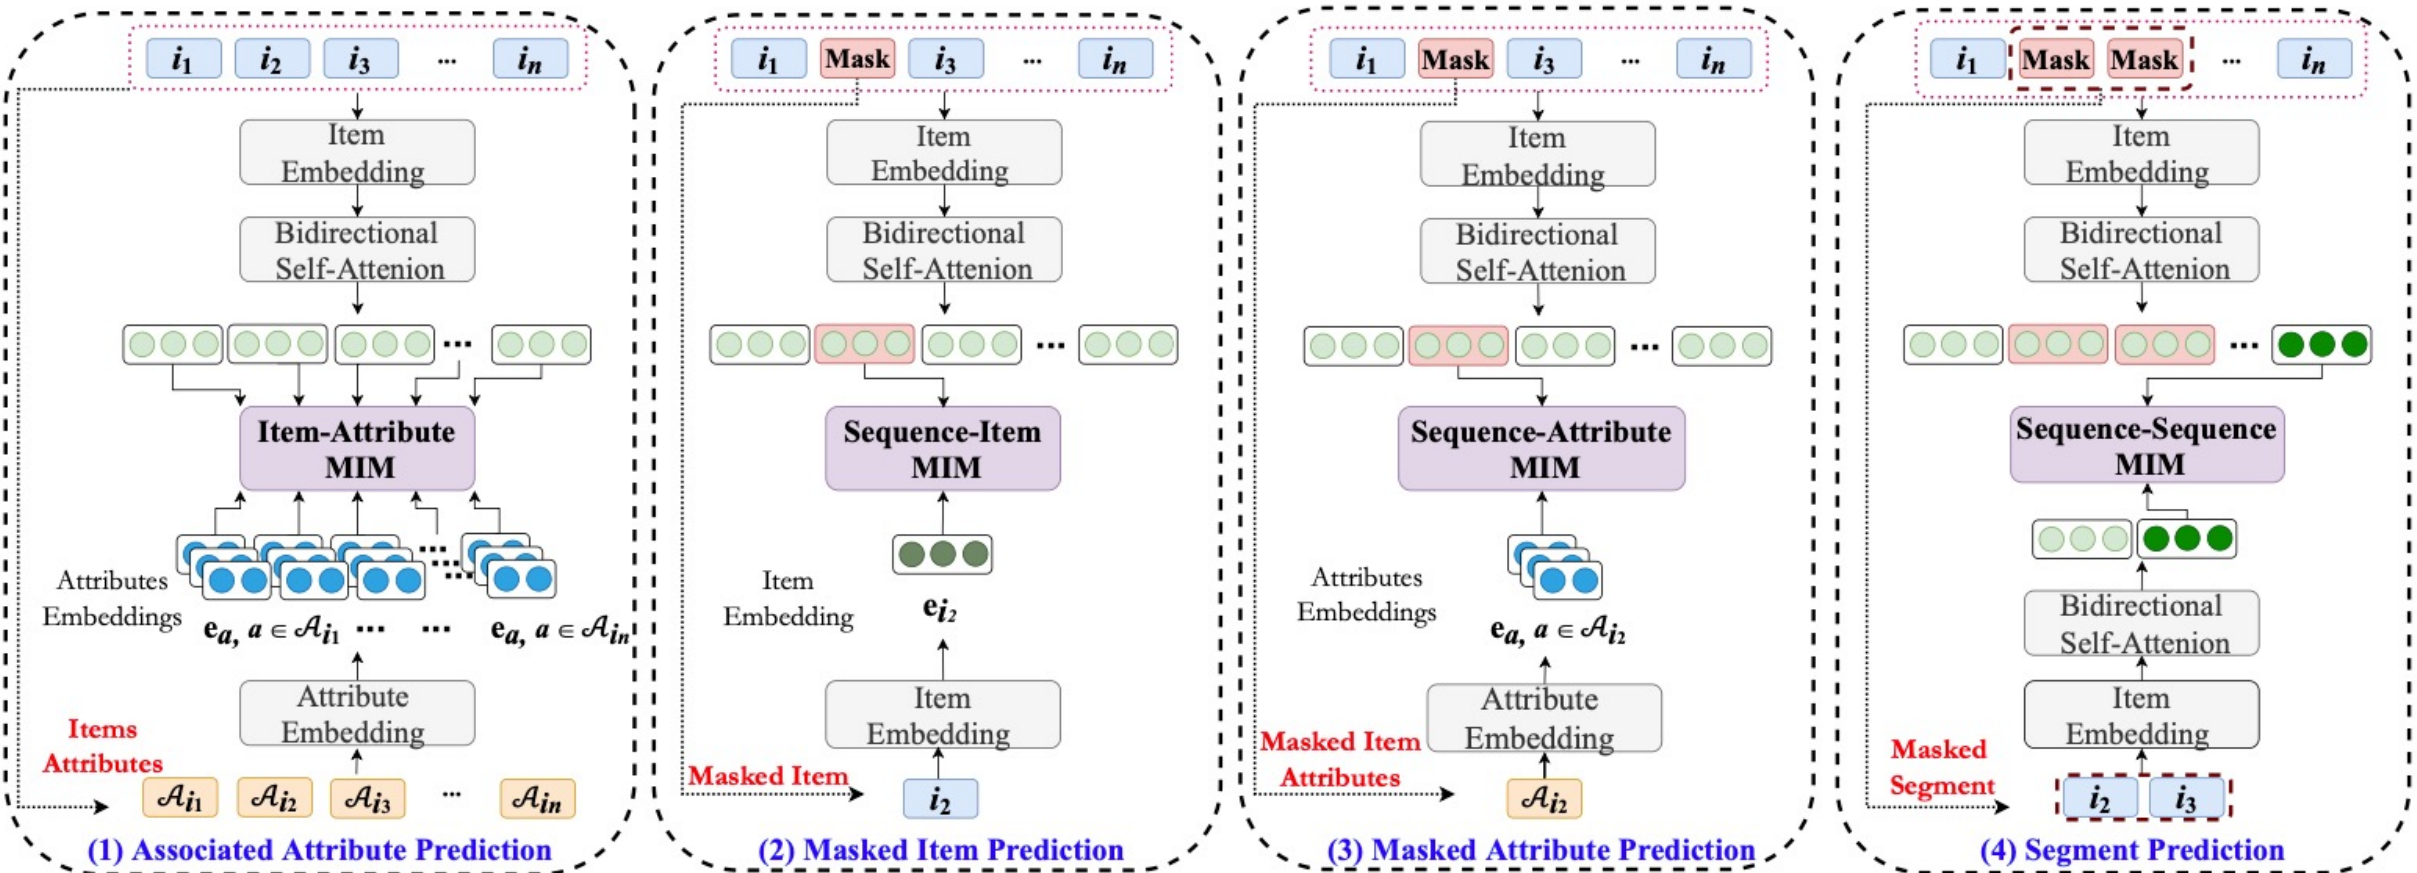 i1 i2 i3 ... in
Item
Embedding
Bidirectional
Self-Attenion
...
Item-Attribute
MIM
Attributes
Embeddings
ea, a ∈ 𝒜i1 ... ... ea, a ∈ 𝒜in
Attribute
Embedding
Items
Attributes
𝒜i1 𝒜i2 𝒜i3 ... 𝒜in
(1) Associated Attribute Prediction
i1 Mask i3 ... in
Item
Embedding
Bidirectional
Self-Attenion
...
Sequence-Item
MIM
Item
Embedding
ei2
Item
Embedding
Masked Item
i2
(2) Masked Item Prediction
i1 Mask i3 ... in
Item
Embedding
Bidirectional
Self-Attenion
...
Sequence-Attribute
MIM
Attributes
Embeddings
ea, a ∈ 𝒜i2
Attribute
Embedding
Masked Item
Attributes
𝒜i2
(3) Masked Attribute Prediction
i1 Mask Mask ... in
Item
Embedding
Bidirectional
Self-Attenion
...
Sequence-Sequence
MIM
Bidirectional
Self-Attenion
Item
Embedding
Masked
Segment
i2 i3
(4) Segment Prediction